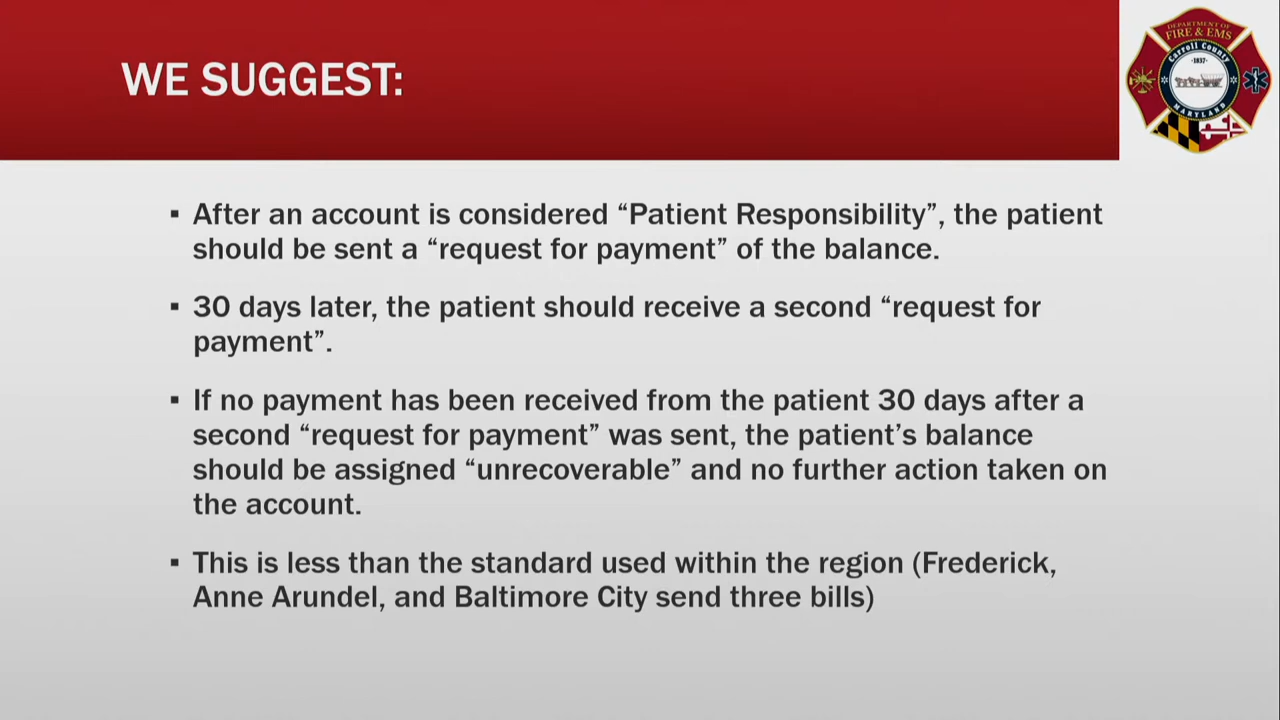 WE SUGGEST:
DEPARTMENT OF
FIRE & EMS
Carroll County
·1837·
MARYLAND
▪ After an account is considered “Patient Responsibility”, the patient
should be sent a “request for payment” of the balance.
▪ 30 days later, the patient should receive a second “request for
payment”.
▪ If no payment has been received from the patient 30 days after a
second “request for payment” was sent, the patient’s balance
should be assigned “unrecoverable” and no further action taken on
the account.
▪ This is less than the standard used within the region (Frederick,
Anne Arundel, and Baltimore City send three bills)